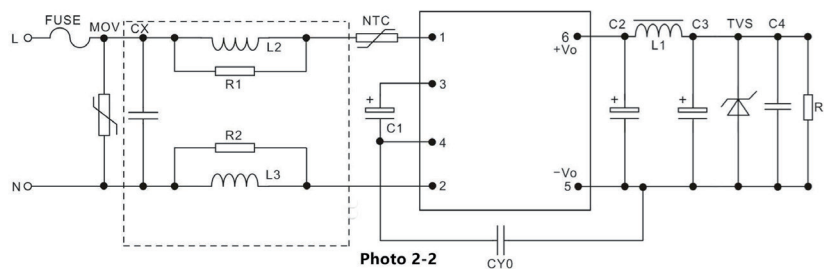 FUSE
MOV
CX
L2
NTC
C2
C3
TVS
C4
L
1
6
+Vo
L1
R1
3
+
+
+
R
C1
R2
4
N
L3
2
−Vo
5
Photo 2-2
CY0